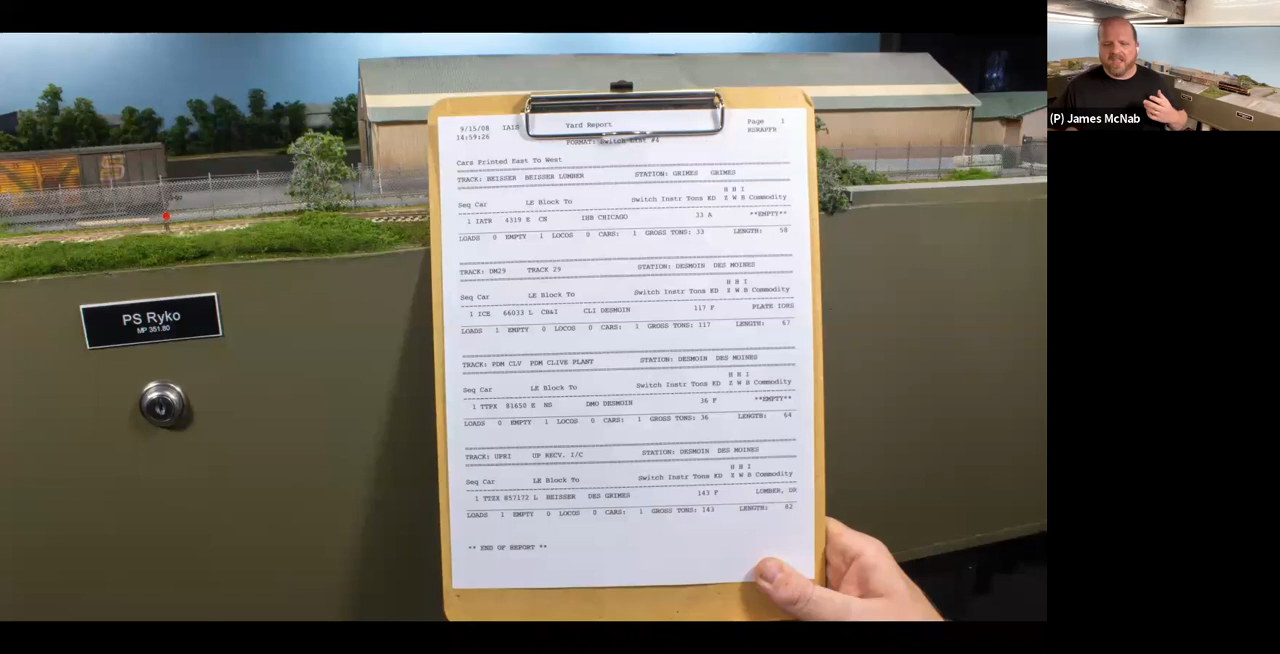 9/15/08 IAIS Yard Report Page 1
14:59:26 RSRAPFR
FORMAT: Switch List #4
Cars Printed East To West
TRACK: BEISSER BEISSER LUMBER STATION: GRIMES GRIMES
H H I
Seq Car LE Block To Switch Instr Tons KD Z W B Commodity
1 IATR 4319 E CN IHB CHICAGO 33 A **EMPTY**
LOADS 0 EMPTY 1 LOCOS 0 CARS: 1 GROSS TONS: 33 LENGTH: 58
TRACK: DM29 TRACK 29 STATION: DESMOIN DES MOINES
H H I
Seq Car LE Block To Switch Instr Tons KD Z W B Commodity
1 ICE 66033 L CB&I CLI DESMOIN 117 F PLATE IORS
LOADS 1 EMPTY 0 LOCOS 0 CARS: 1 GROSS TONS: 117 LENGTH: 67
TRACK: PDM CLV PDM CLIVE PLANT STATION: DESMOIN DES MOINES
H H I
Seq Car LE Block To Switch Instr Tons KD Z W B Commodity
1 TTPX 81650 E NS DMO DESMOIN 36 F **EMPTY**
LOADS 0 EMPTY 1 LOCOS 0 CARS: 1 GROSS TONS: 36 LENGTH: 64
TRACK: UPRI UP RECV. I/C STATION: DESMOIN DES MOINES
H H I
Seq Car LE Block To Switch Instr Tons KD Z W B Commodity
1 TTZX 857172 L BEISSER DES GRIMES 143 F LUMBER, DR
LOADS 1 EMPTY 0 LOCOS 0 CARS: 1 GROSS TONS: 143 LENGTH: 82
** END OF REPORT **
PS Ryko
MP 351.80
(P) James McNab